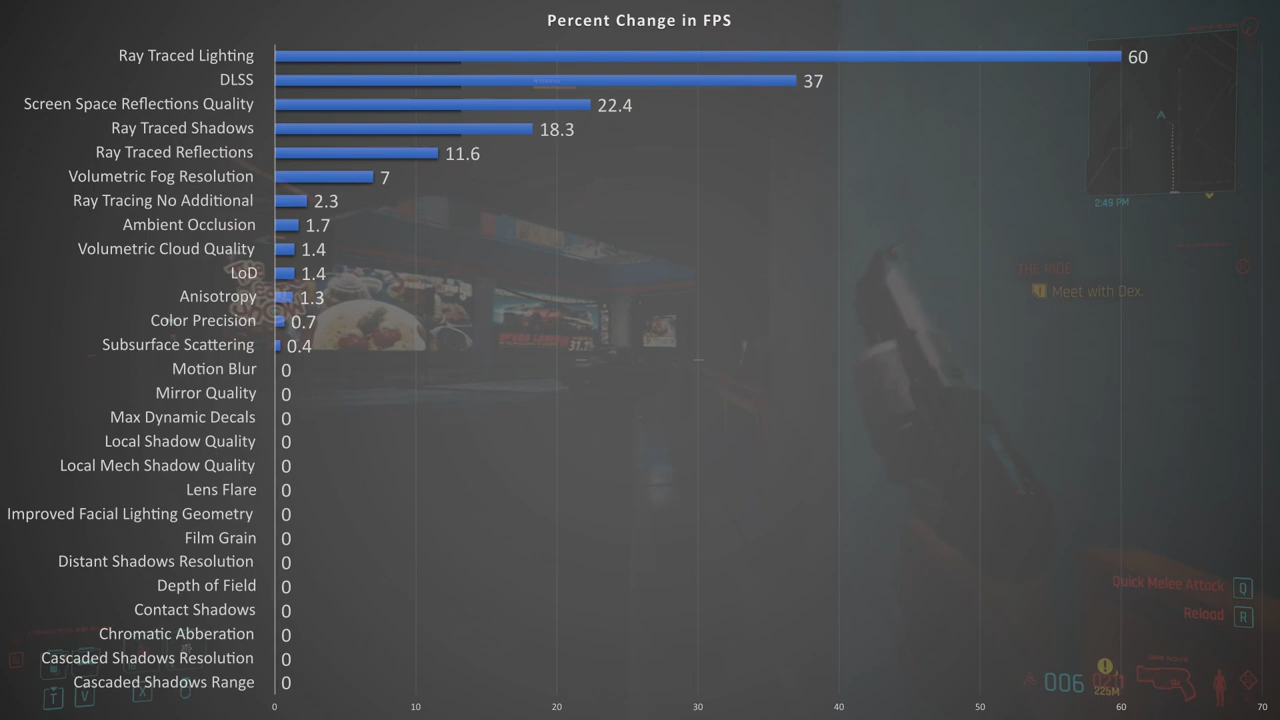 Percent Change in FPS
Ray Traced Lighting 60
DLSS 37
Screen Space Reflections Quality 22.4
Ray Traced Shadows 18.3
Ray Traced Reflections 11.6
Volumetric Fog Resolution 7
Ray Tracing No Additional 2.3
2:49 PM
Ambient Occlusion 1.7
Volumetric Cloud Quality 1.4
THE RIDE
LoD 1.4
Meet with Dex.
Anisotropy 1.3
Color Precision 0.7
Subsurface Scattering 0.4
Motion Blur 0
Mirror Quality 0
Max Dynamic Decals 0
Local Shadow Quality 0
Local Mech Shadow Quality 0
Lens Flare 0
Improved Facial Lighting Geometry 0
Film Grain 0
Distant Shadows Resolution 0
Depth of Field 0
Quick Melee Attack Q
Contact Shadows 0
Reload R
Chromatic Abberation 0
Cascaded Shadows Resolution 0
Cascaded Shadows Range 0
T V X
006
225M
0 10 20 30 40 50 60 70